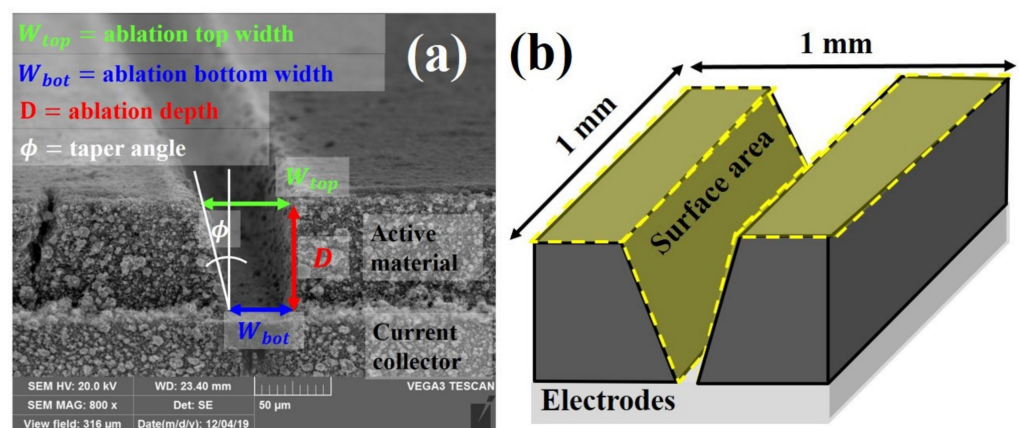 W_top = ablation top width
(a)
W_bot = ablation bottom width
D = ablation depth
ϕ = taper angle
W_top
ϕ
D
Active
material
W_bot
Current
collector
SEM HV: 20.0 kV WD: 23.40 mm VEGA3 TESCAN
SEM MAG: 800 x Det: SE 50 µm
View field: 316 µm Date(m/d/y): 12/04/19
(b)
1 mm
1 mm
Surface area
Electrodes